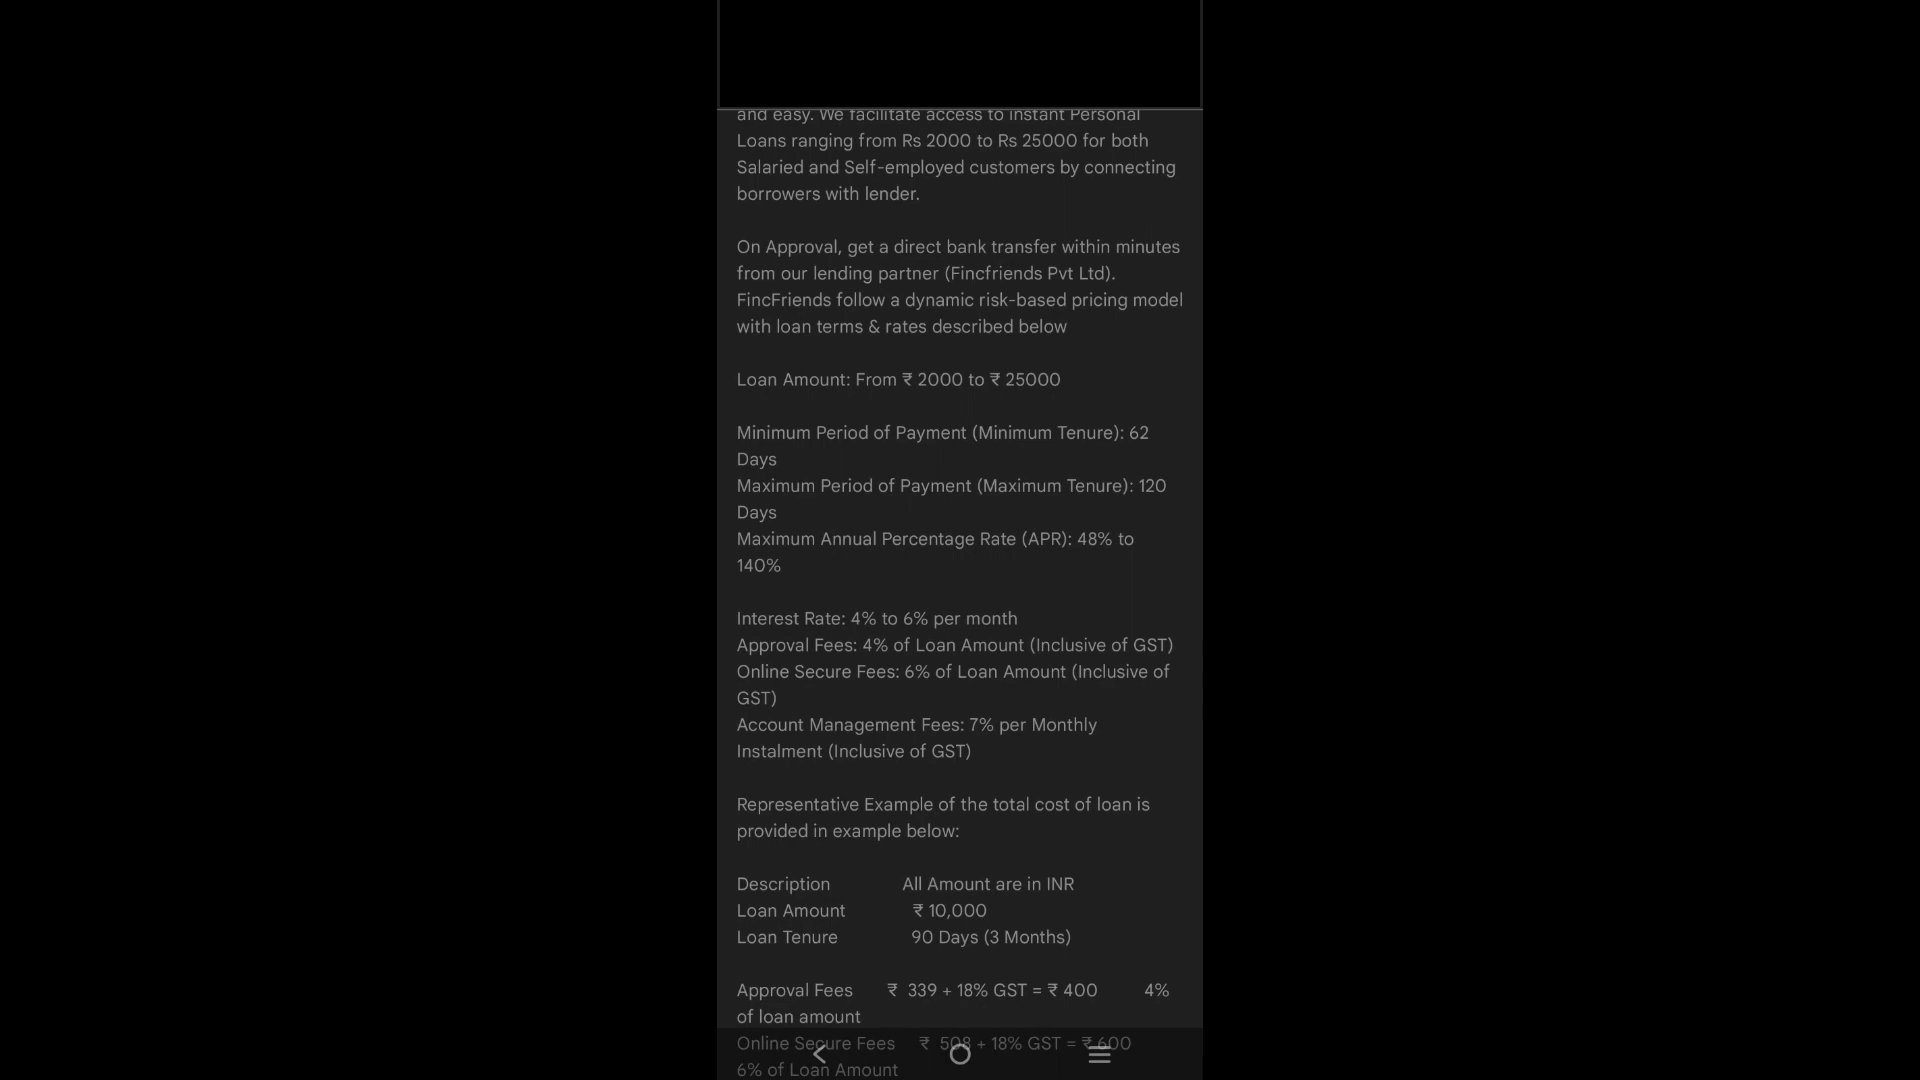 and easy. We facilitate access to instant Personal
Loans ranging from Rs 2000 to Rs 25000 for both
Salaried and Self-employed customers by connecting
borrowers with lender.
On Approval, get a direct bank transfer within minutes
from our lending partner (Fincfriends Pvt Ltd).
FincFriends follow a dynamic risk-based pricing model
with loan terms & rates described below
Loan Amount: From ₹ 2000 to ₹ 25000
Minimum Period of Payment (Minimum Tenure): 62
Days
Maximum Period of Payment (Maximum Tenure): 120
Days
Maximum Annual Percentage Rate (APR): 48% to
140%
Interest Rate: 4% to 6% per month
Approval Fees: 4% of Loan Amount (Inclusive of GST)
Online Secure Fees: 6% of Loan Amount (Inclusive of
GST)
Account Management Fees: 7% per Monthly
Instalment (Inclusive of GST)
Representative Example of the total cost of loan is
provided in example below:
Description All Amount are in INR
Loan Amount ₹ 10,000
Loan Tenure 90 Days (3 Months)
Approval Fees ₹ 339 + 18% GST = ₹ 400 4%
of loan amount
Online Secure Fees ₹ 508 + 18% GST = ₹ 600
6% of Loan Amount